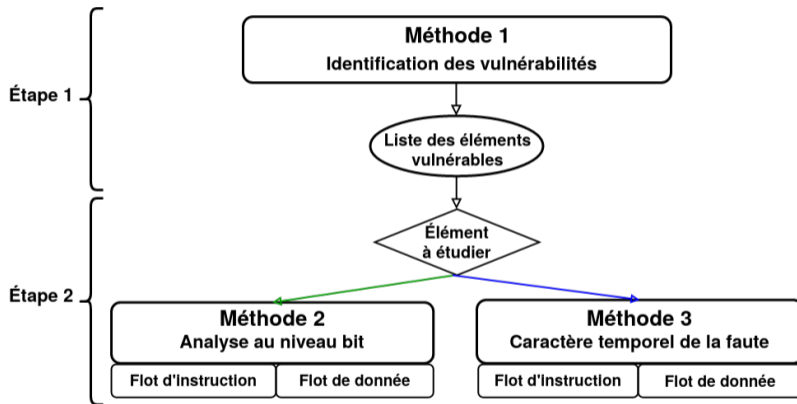 Étape 1
Méthode 1
Identification des vulnérabilités
Liste des éléments
vulnérables
Étape 2
Élément
à étudier
Méthode 2
Analyse au niveau bit
Flot d'instruction
Flot de donnée
Méthode 3
Caractère temporel de la faute
Flot d'instruction
Flot de donnée